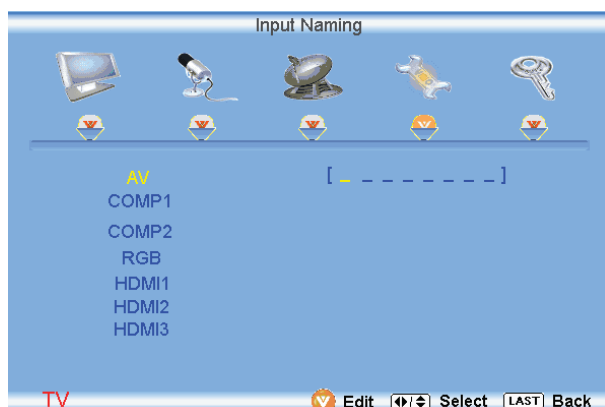 Input Naming
AV [ _ _ _ _ _ _ _ _ ]
COMP1
COMP2
RGB
HDMI1
HDMI2
HDMI3
TV V Edit Select LAST Back